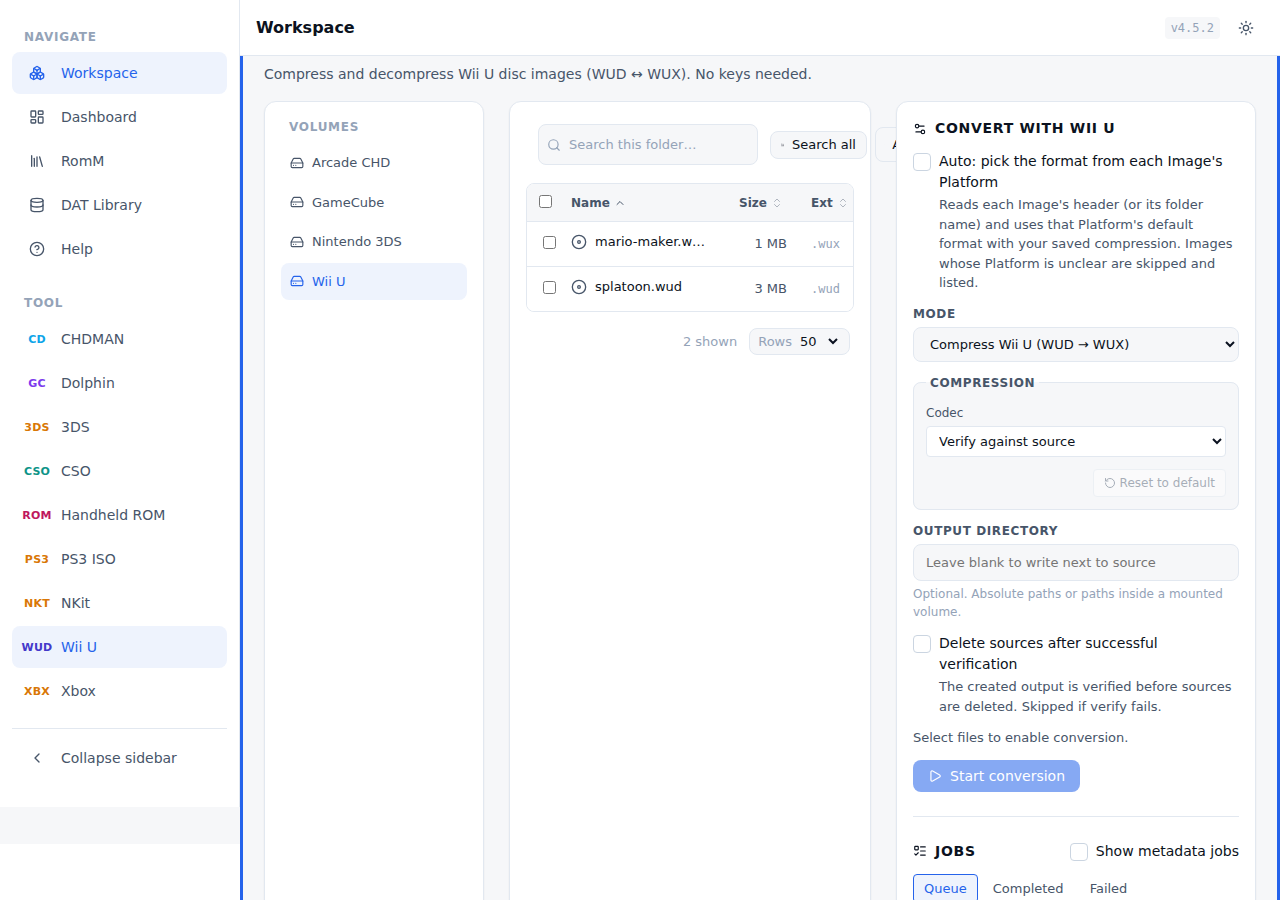 NAVIGATE
Workspace
Dashboard
RomM
DAT Library
Help
TOOL
CD CHDMAN
GC Dolphin
3DS 3DS
CSO CSO
ROM Handheld ROM
PS3 PS3 ISO
NKT NKit
WUD Wii U
XBX Xbox
Collapse sidebar
Workspace
v4.5.2
Compress and decompress Wii U disc images (WUD ↔ WUX). No keys needed.
VOLUMES
Arcade CHD
GameCube
Nintendo 3DS
Wii U
Search this folder…
Search all
Name Size Ext
mario-maker.w… 1 MB .wux
splatoon.wud 3 MB .wud
2 shown Rows 50
CONVERT WITH WII U
Auto: pick the format from each Image's
Platform
Reads each Image's header (or its folder
name) and uses that Platform's default
format with your saved compression. Images
whose Platform is unclear are skipped and
listed.
MODE
Compress Wii U (WUD → WUX)
COMPRESSION
Codec
Verify against source
Reset to default
OUTPUT DIRECTORY
Leave blank to write next to source
Optional. Absolute paths or paths inside a mounted
volume.
Delete sources after successful
verification
The created output is verified before sources
are deleted. Skipped if verify fails.
Select files to enable conversion.
Start conversion
JOBS
Show metadata jobs
Queue Completed Failed